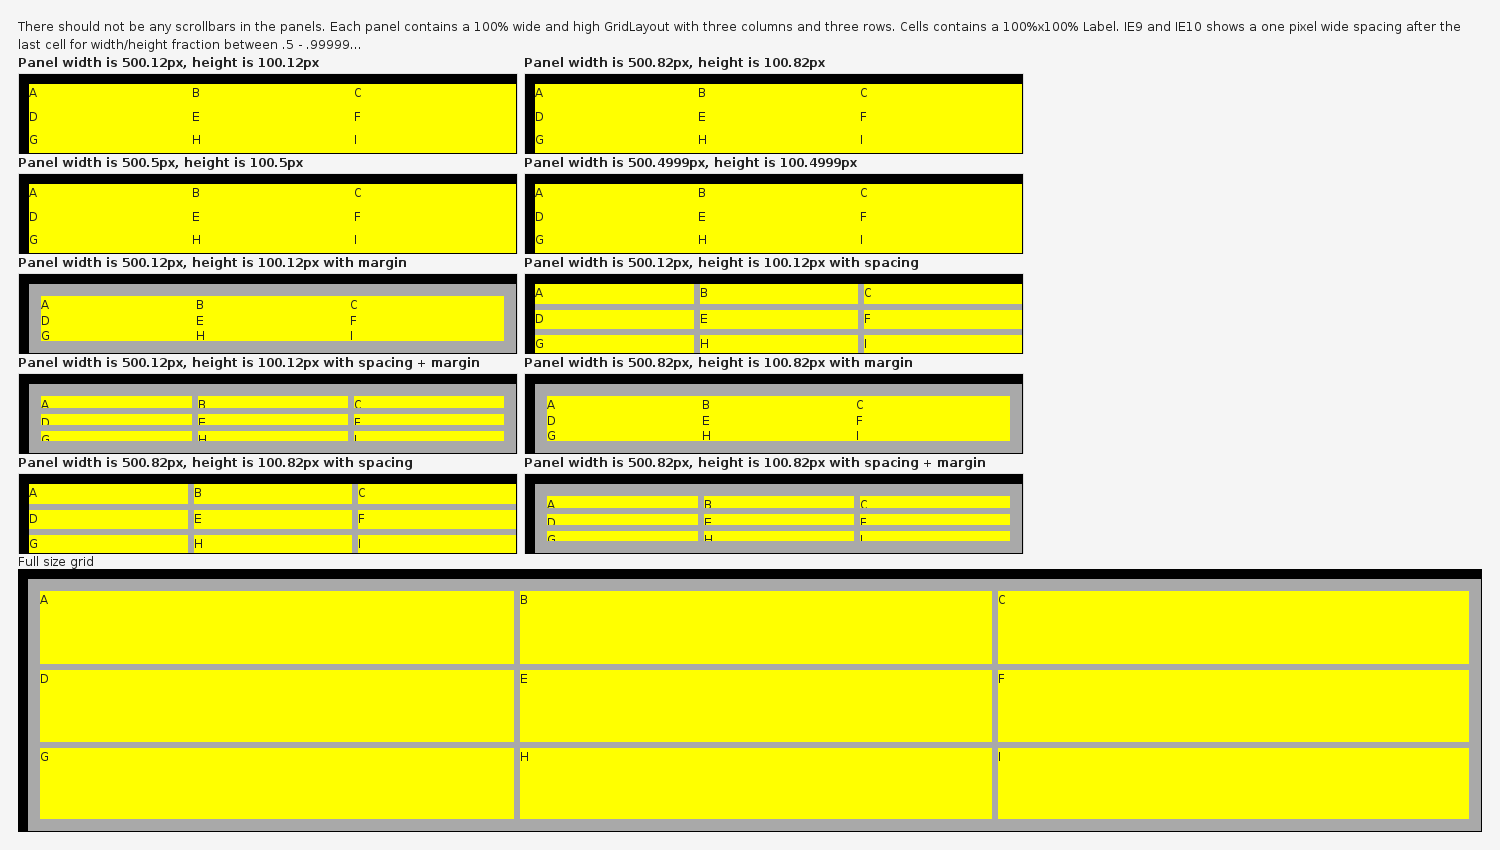 There should not be any scrollbars in the panels. Each panel contains a 100% wide and high GridLayout with three columns and three rows. Cells contains a 100%x100% Label. IE9 and IE10 shows a one pixel wide spacing after the
last cell for width/height fraction between .5 - .99999...
Panel width is 500.12px, height is 100.12px
A B C
D E F
G H I
Panel width is 500.82px, height is 100.82px
A B C
D E F
G H I
Panel width is 500.5px, height is 100.5px
A B C
D E F
G H I
Panel width is 500.4999px, height is 100.4999px
A B C
D E F
G H I
Panel width is 500.12px, height is 100.12px with margin
A B C
D E F
G H I
Panel width is 500.12px, height is 100.12px with spacing
A B C
D E F
G H I
Panel width is 500.12px, height is 100.12px with spacing + margin
A B C
D E F
G H I
Panel width is 500.82px, height is 100.82px with margin
A B C
D E F
G H I
Panel width is 500.82px, height is 100.82px with spacing
A B C
D E F
G H I
Panel width is 500.82px, height is 100.82px with spacing + margin
A B C
D E F
G H I
Full size grid
A B C
D E F
G H I